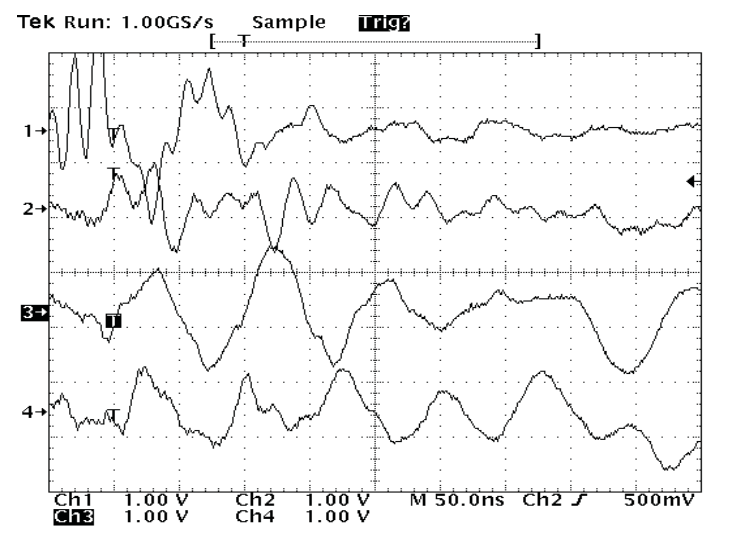 Tek Run: 1.00GS/s Sample Trig?
[ T ]
1→ T
T
2→
3→ T
4→ T
Ch1 1.00 V Ch2 1.00 V M 50.0ns Ch2 ƒ 500mV
Ch3 1.00 V Ch4 1.00 V